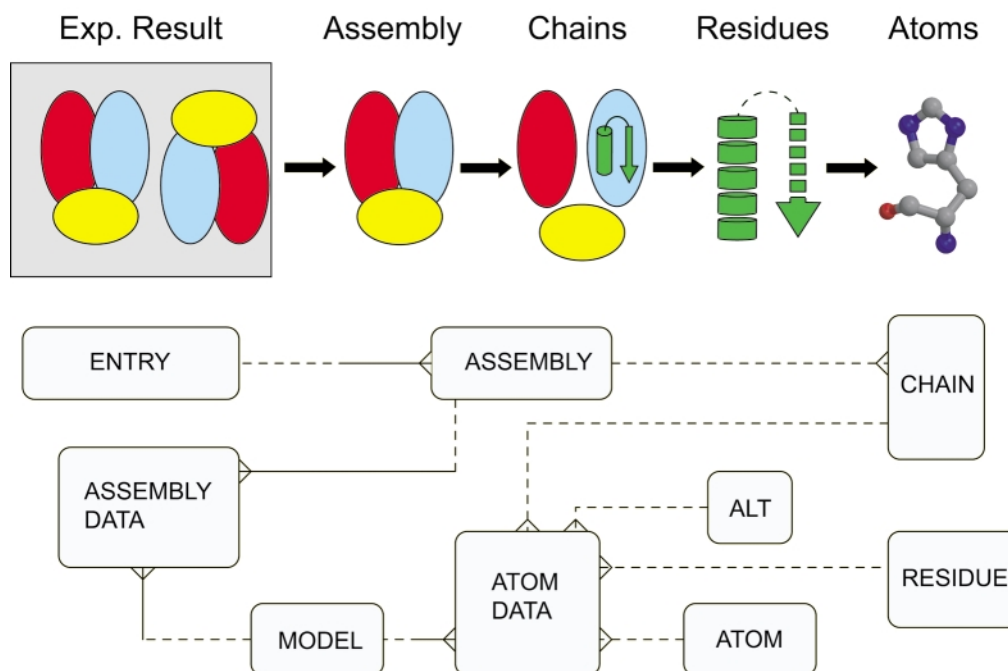 Exp. Result
Assembly
Chains
Residues
Atoms
ENTRY
ASSEMBLY
CHAIN
ASSEMBLY
DATA
ALT
ATOM
DATA
RESIDUE
MODEL
ATOM